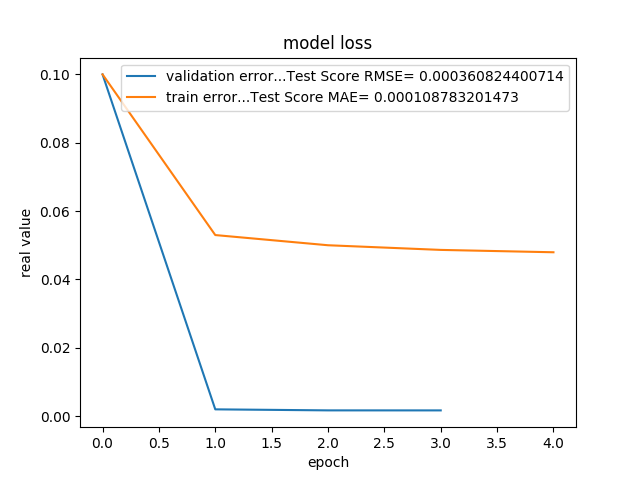 model loss
validation error...Test Score RMSE= 0.000360824400714
train error...Test Score MAE= 0.000108783201473
0.10
0.08
0.06
0.04
0.02
0.00
real value
0.0 0.5 1.0 1.5 2.0 2.5 3.0 3.5 4.0
epoch